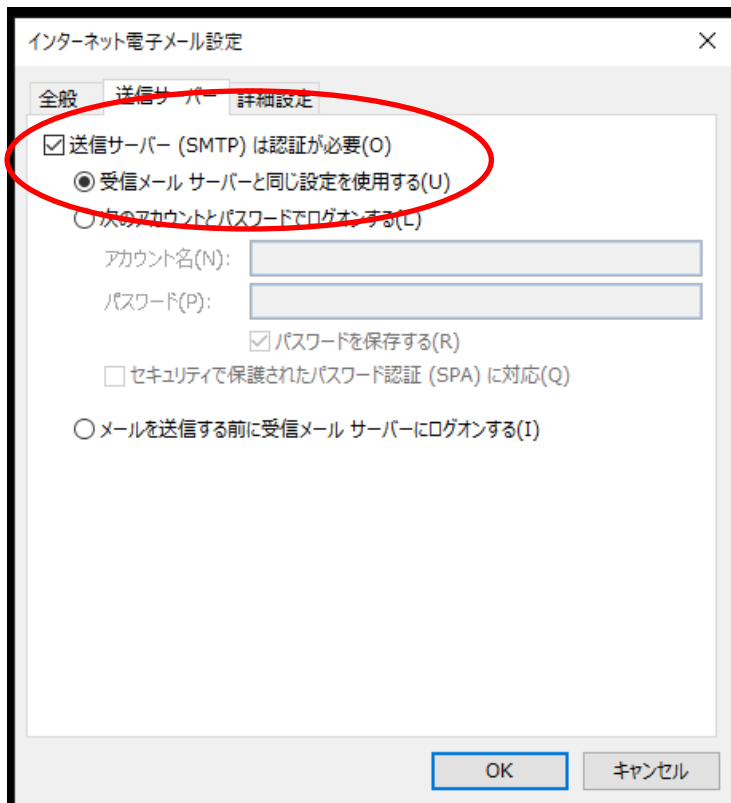 インターネット電子メール設定
全般 送信サーバー 詳細設定
送信サーバー (SMTP) は認証が必要(O)
受信メール サーバーと同じ設定を使用する(U)
次のアカウントとパスワードでログオンする(L)
アカウント名(N):
パスワード(P):
パスワードを保存する(R)
セキュリティで保護されたパスワード認証 (SPA) に対応(Q)
メールを送信する前に受信メール サーバーにログオンする(I)
OK キャンセル